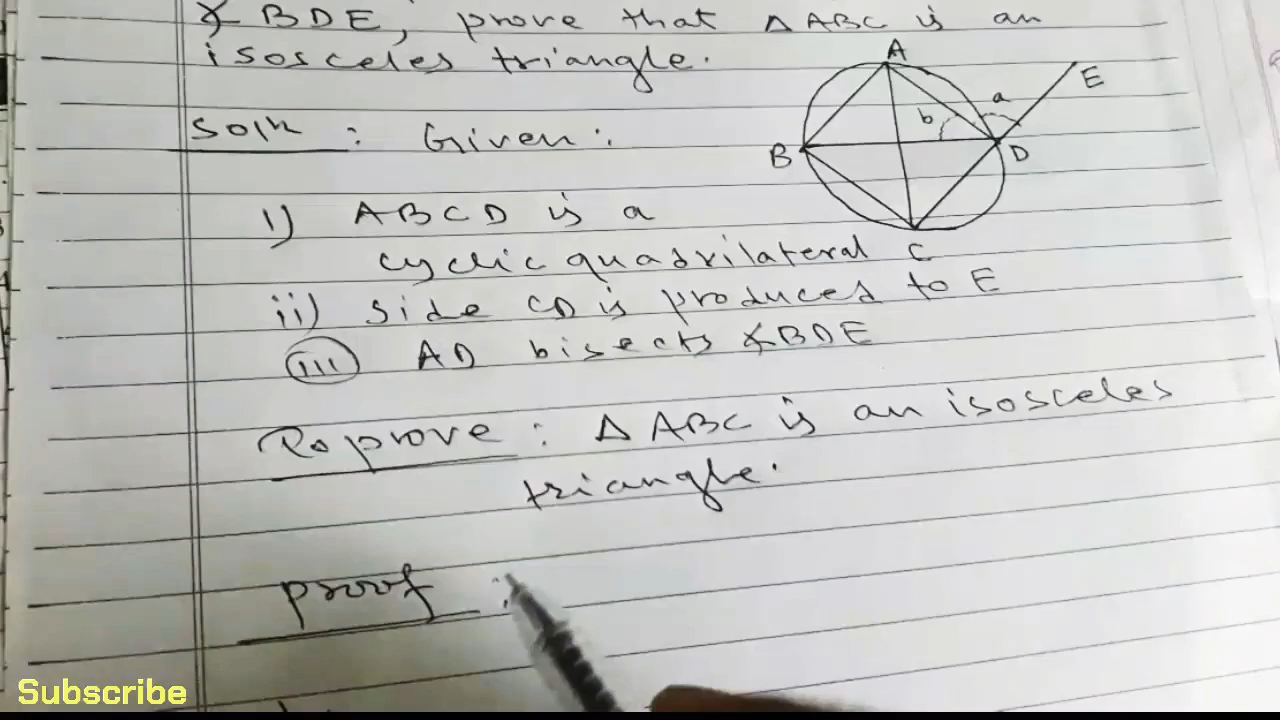 ∡BDE, prove that △ABC is an
isosceles triangle.
Soln : Given :
i) ABCD is a
cyclic quadrilateral
ii) side CD is produced to E
iii) AD bisects ∡BDE
To prove : △ABC is an isosceles
triangle.
Proof :
A
E
a
b
B
D
C
Subscribe